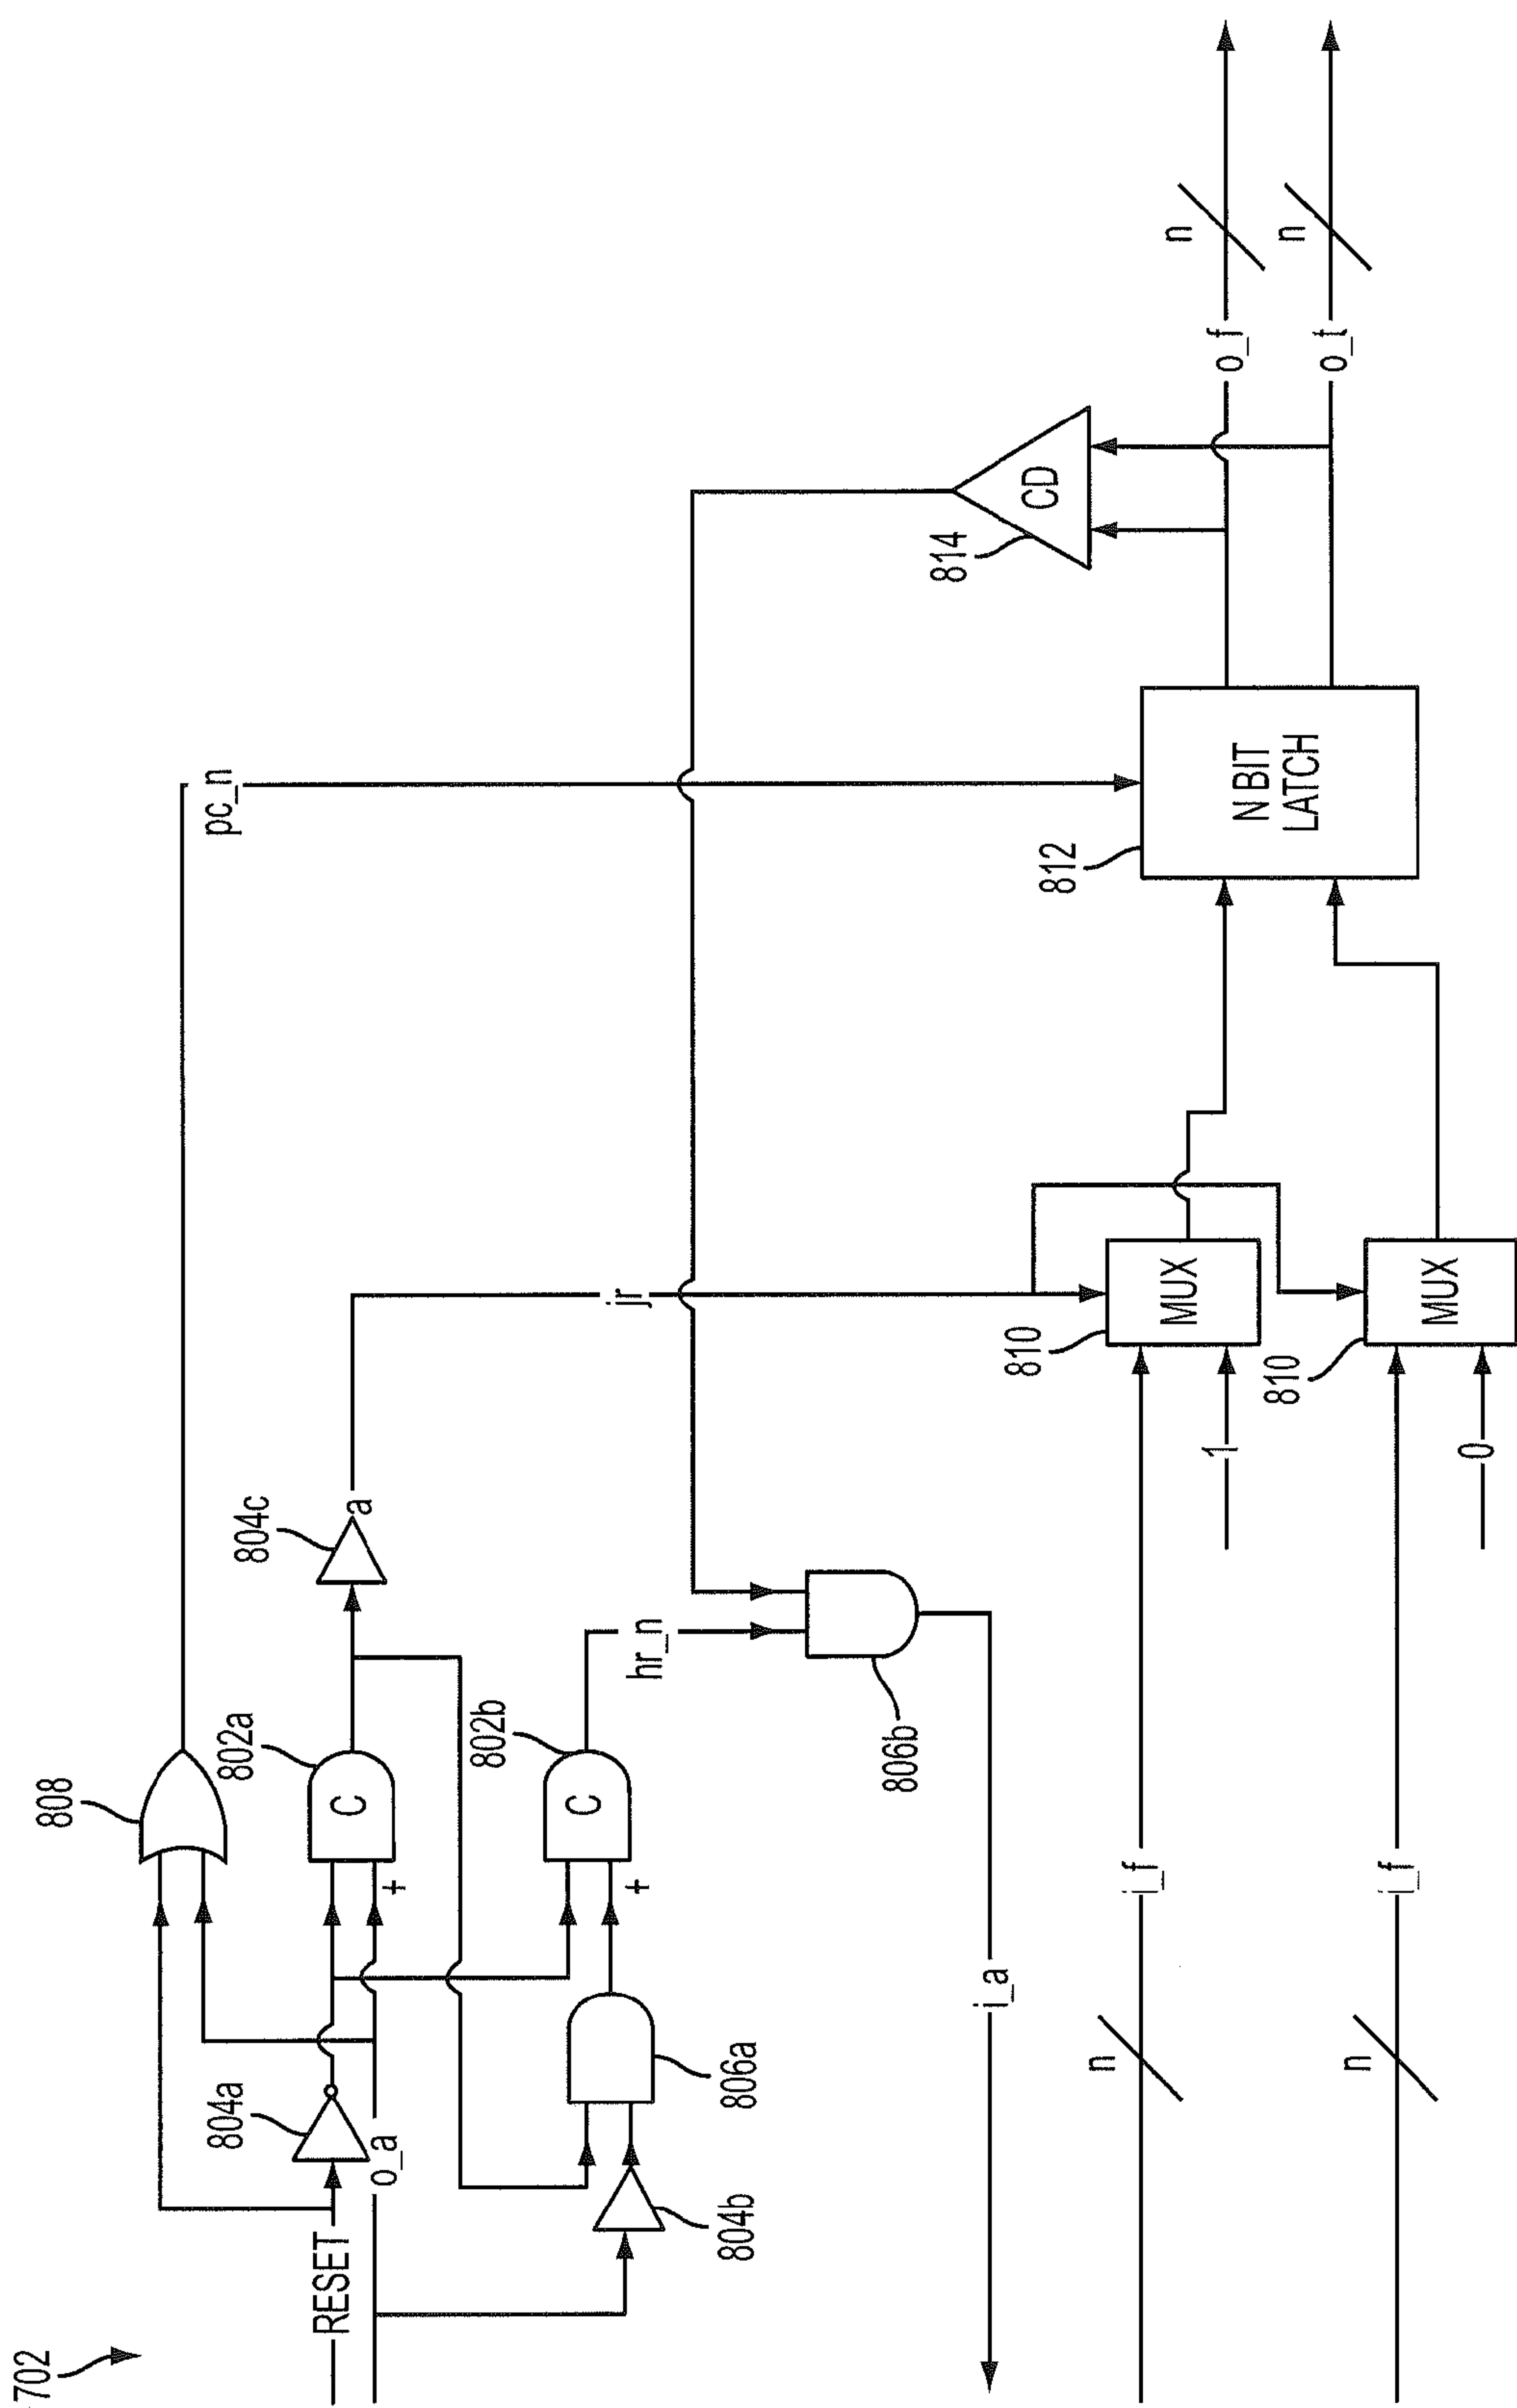 702
RESET
o_a
804a
804b
806a
808
802a
C
+
802b
C
+
804c
a
hr_n
806b
i_a
jr
pc_n
814
CD
812
N BIT
LATCH
810
MUX
810
MUX
1
0
n
i_f
n
i_f
o_f
n
o_t
n